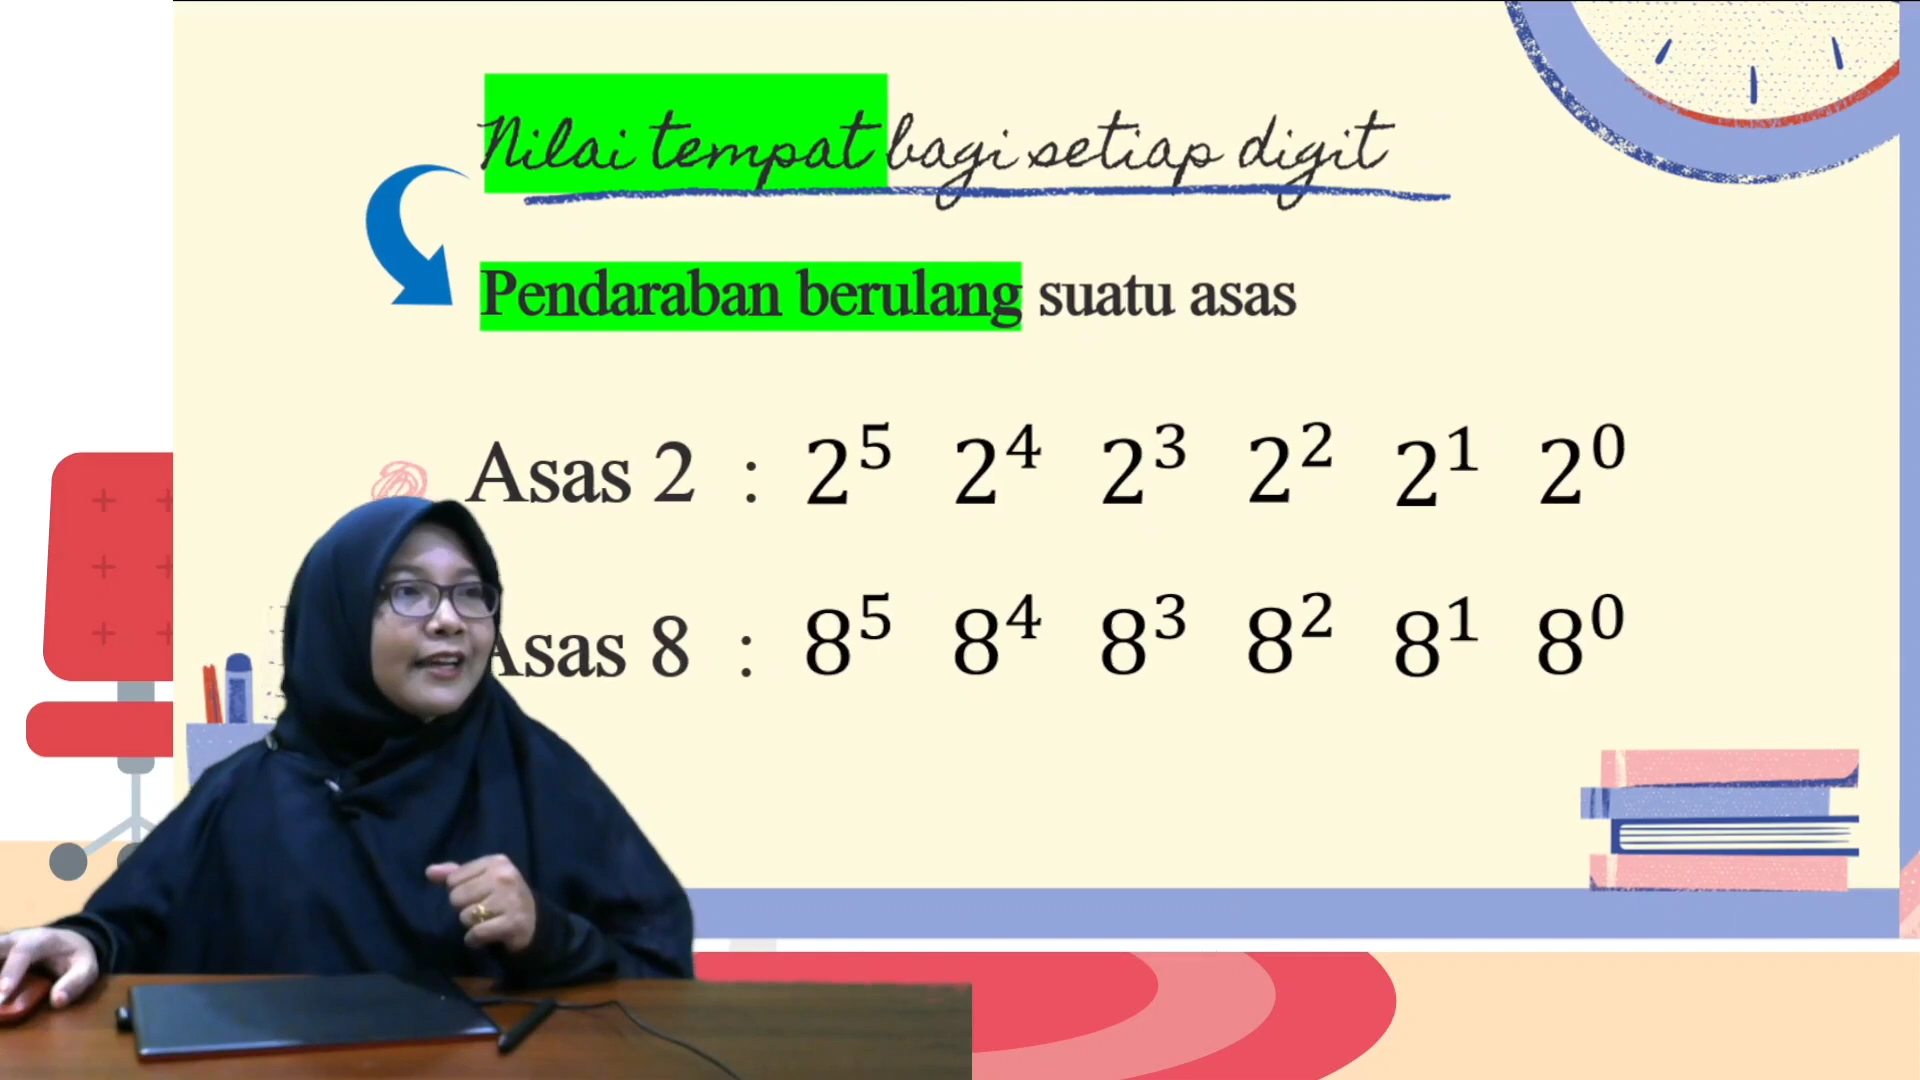 Nilai tempat bagi setiap digit
Pendaraban berulang suatu asas
Asas 2 : 2⁵ 2⁴ 2³ 2² 2¹ 2⁰
Asas 8 : 8⁵ 8⁴ 8³ 8² 8¹ 8⁰